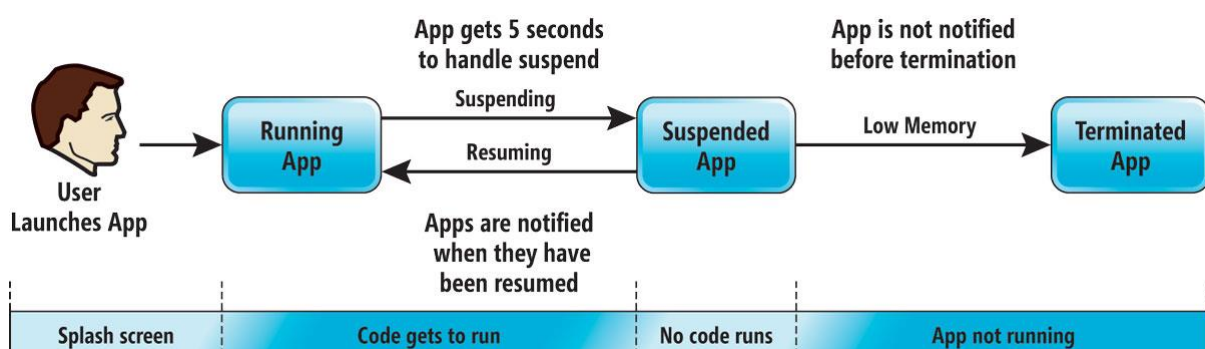 App gets 5 seconds
to handle suspend
App is not notified
before termination
Suspending
Running
App
Resuming
Suspended
App
Low Memory
Terminated
App
User
Launches App
Apps are notified
when they have
been resumed
Splash screen
Code gets to run
No code runs
App not running